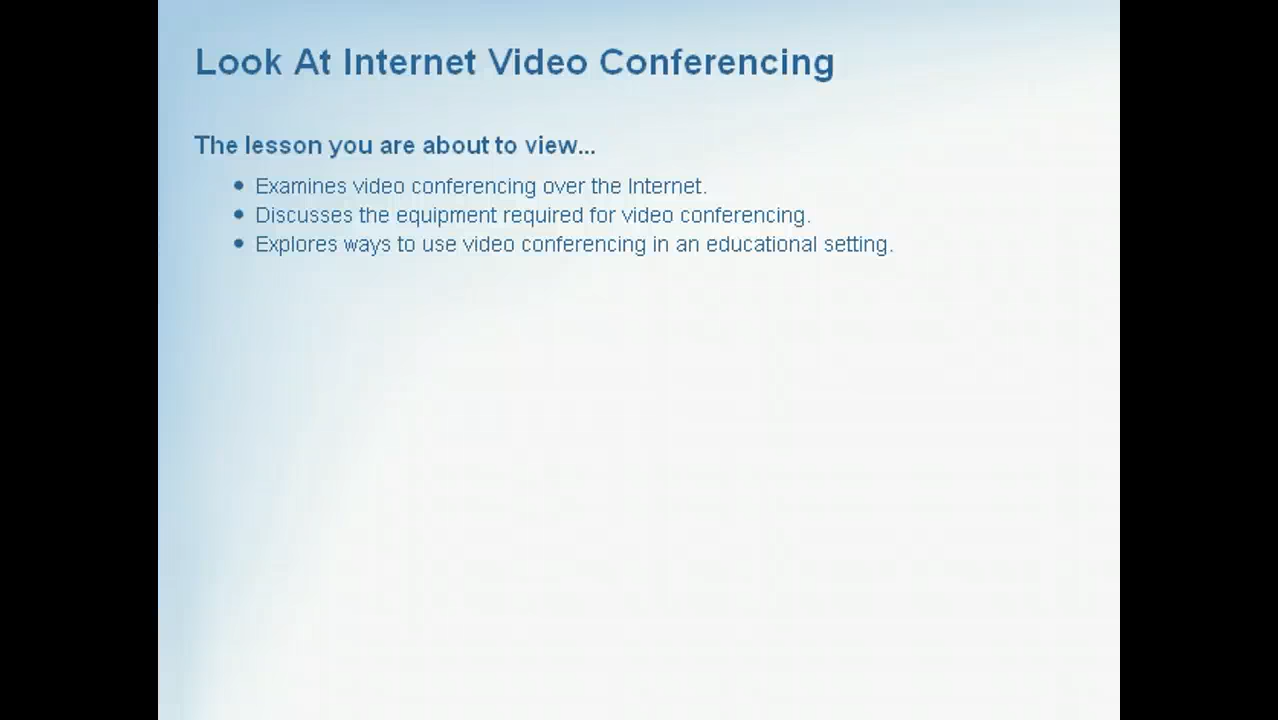 Look At Internet Video Conferencing
The lesson you are about to view...
• Examines video conferencing over the Internet.
• Discusses the equipment required for video conferencing.
• Explores ways to use video conferencing in an educational setting.